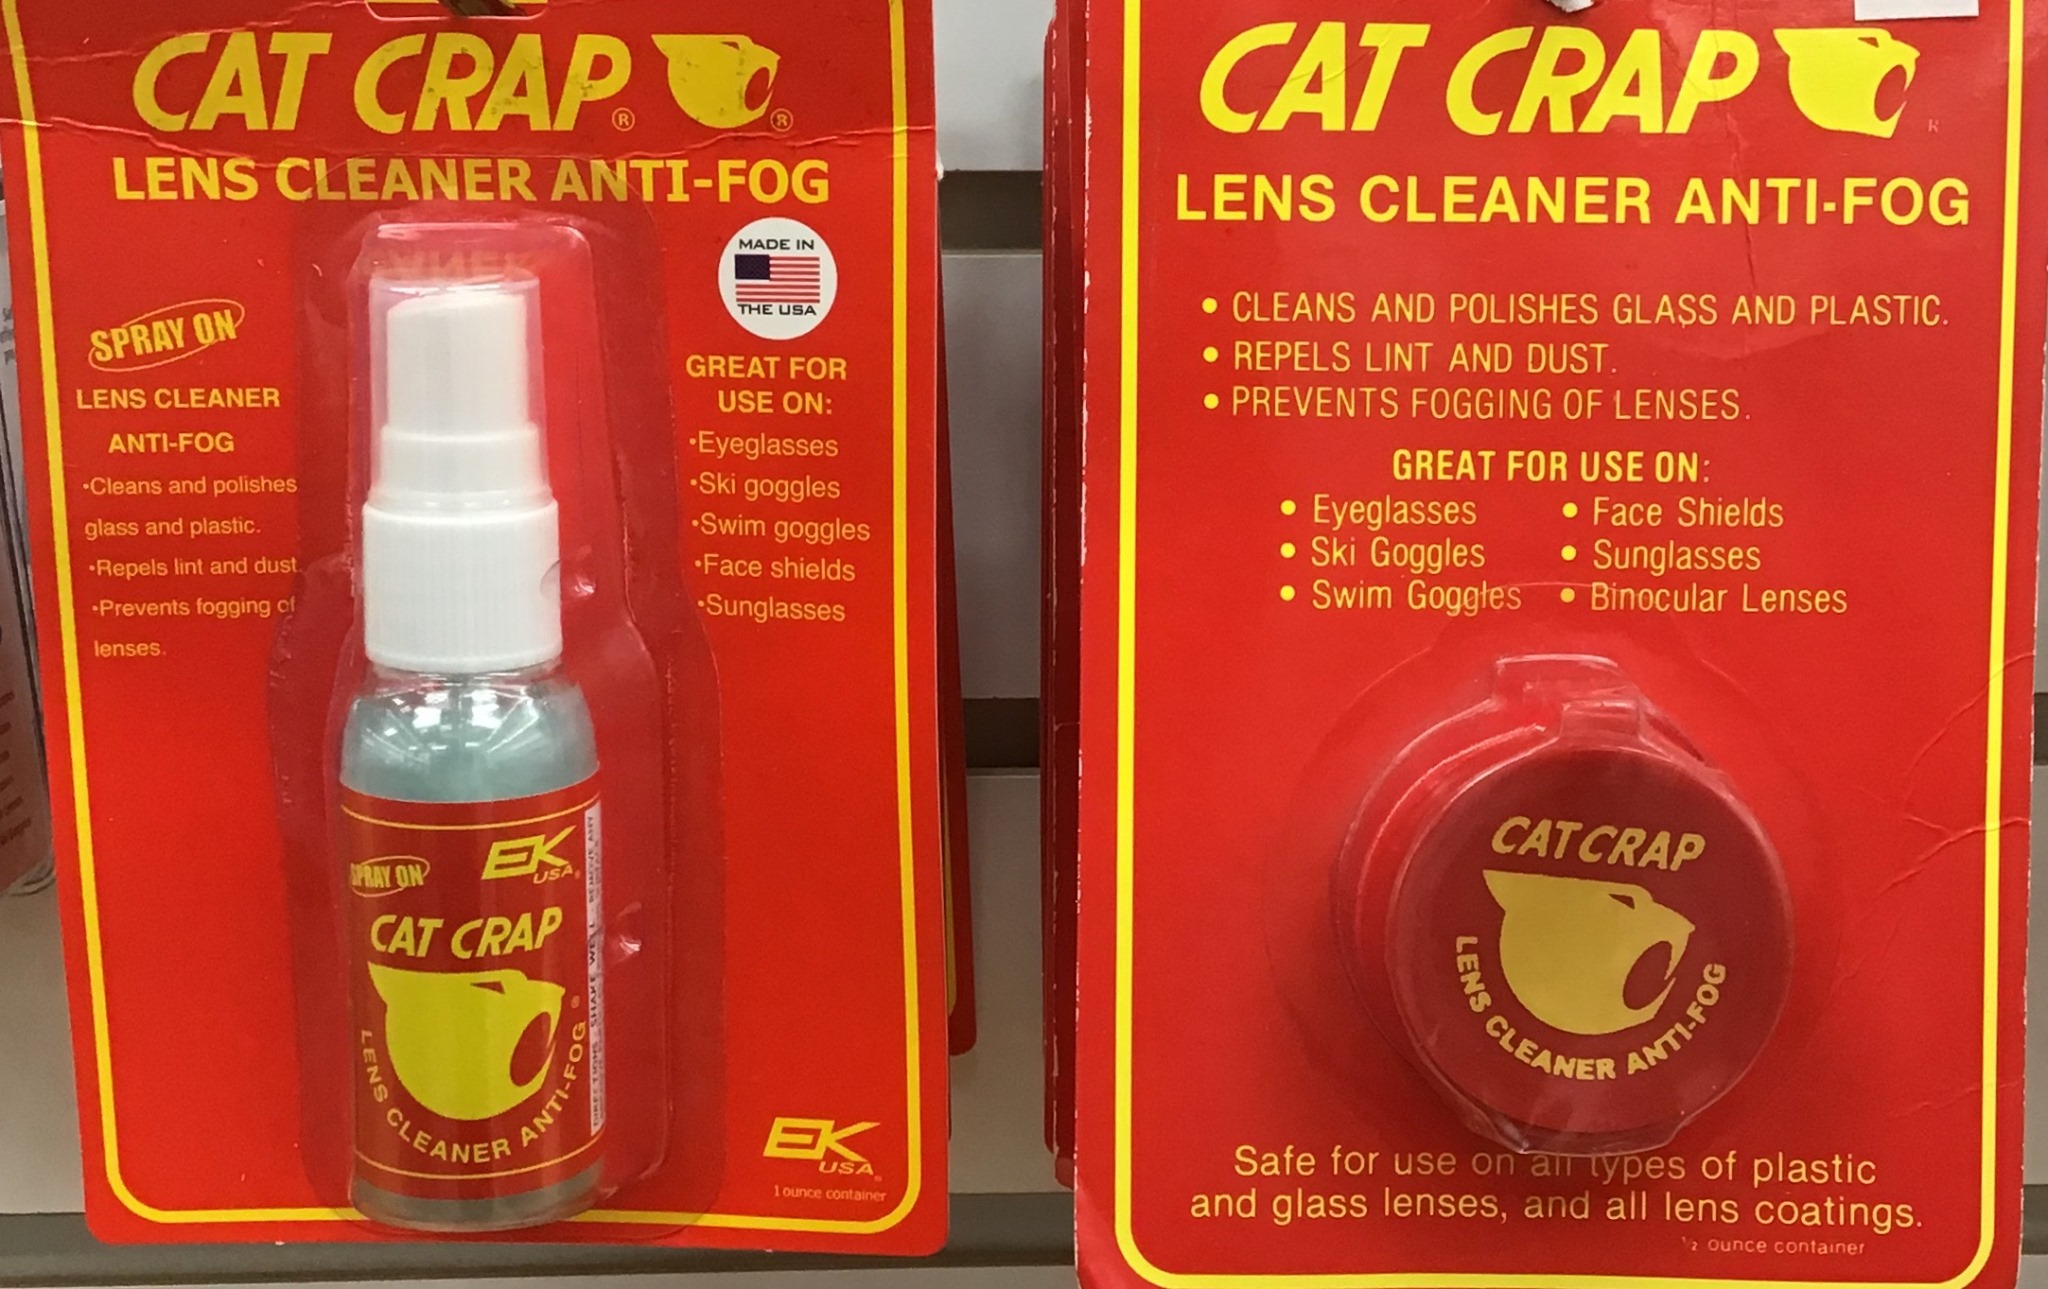 CAT CRAP®
®
LENS CLEANER ANTI-FOG
MADE IN
THE USA
SPRAY ON
LENS CLEANER
ANTI-FOG
•Cleans and polishes
glass and plastic.
•Repels lint and dust.
•Prevents fogging of
lenses.
GREAT FOR
USE ON:
•Eyeglasses
•Ski goggles
•Swim goggles
•Face shields
•Sunglasses
EK
USA®
SPRAY ON
CAT CRAP
®
LENS CLEANER ANTI-FOG
DIRECTIONS SHAKE WELL REMOVE ANY
EK
USA
1 ounce container
CAT CRAP
R
LENS CLEANER ANTI-FOG
• CLEANS AND POLISHES GLASS AND PLASTIC.
• REPELS LINT AND DUST.
• PREVENTS FOGGING OF LENSES.
GREAT FOR USE ON:
• Eyeglasses • Face Shields
• Ski Goggles • Sunglasses
• Swim Goggles • Binocular Lenses
CAT CRAP
LENS CLEANER ANTI-FOG
Safe for use on all types of plastic
and glass lenses, and all lens coatings.
½ ounce container